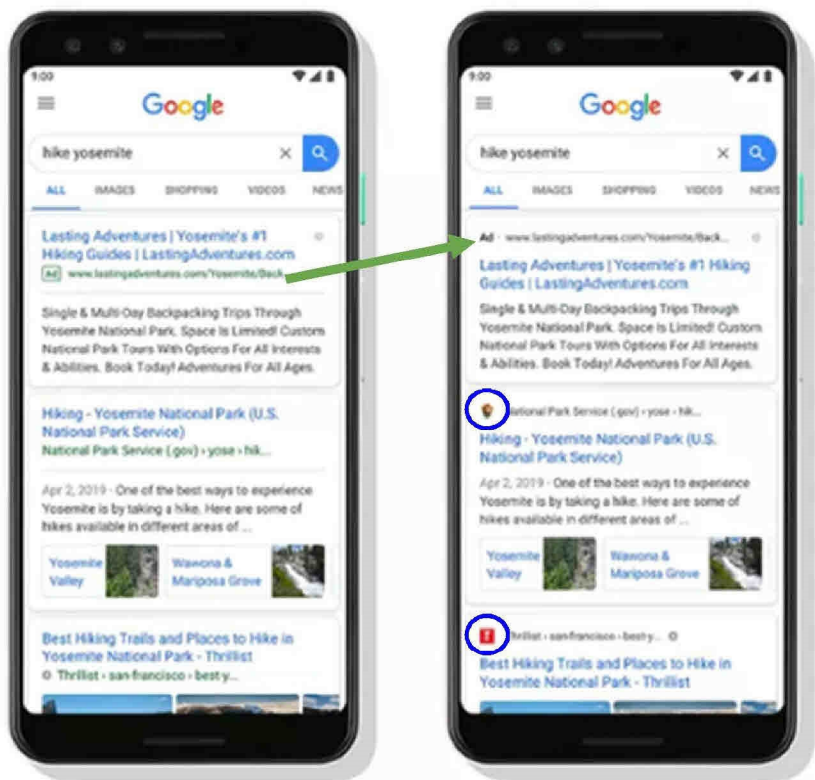 9:00
Google
hike yosemite
ALL IMAGES SHOPPING VIDEOS NEWS
Lasting Adventures | Yosemite's #1
Hiking Guides | LastingAdventures.com
Ad www.lastingadventures.com/Yosemite/Back
Single & Multi-Day Backpacking Trips Through
Yosemite National Park. Space Is Limited! Custom
National Park Tours With Options For All Interests
& Abilities. Book Today! Adventures For All Ages.
Hiking - Yosemite National Park (U.S.
National Park Service)
National Park Service (.gov) › yose › hik...
Apr 2, 2019 · One of the best ways to experience
Yosemite is by taking a hike. Here are some of
hikes available in different areas of ...
Yosemite
Valley
Wawona &
Mariposa Grove
Best Hiking Trails and Places to Hike in
Yosemite National Park - Thrillist
Thrillist › san-francisco › best-y...
9:00
Google
hike yosemite
ALL IMAGES SHOPPING VIDEOS NEWS
Ad · www.lastingadventures.com/Yosemite/Back...
Lasting Adventures | Yosemite's #1 Hiking
Guides | LastingAdventures.com
Single & Multi-Day Backpacking Trips Through
Yosemite National Park. Space Is Limited! Custom
National Park Tours With Options For All Interests
& Abilities. Book Today! Adventures For All Ages.
National Park Service (.gov) › yose › hik...
Hiking - Yosemite National Park (U.S.
National Park Service)
Apr 2, 2019 · One of the best ways to experience
Yosemite is by taking a hike. Here are some of
hikes available in different areas of ...
Yosemite
Valley
Wawona &
Mariposa Grove
T Thrillist › san-francisco › best-y...
Best Hiking Trails and Places to Hike in
Yosemite National Park - Thrillist